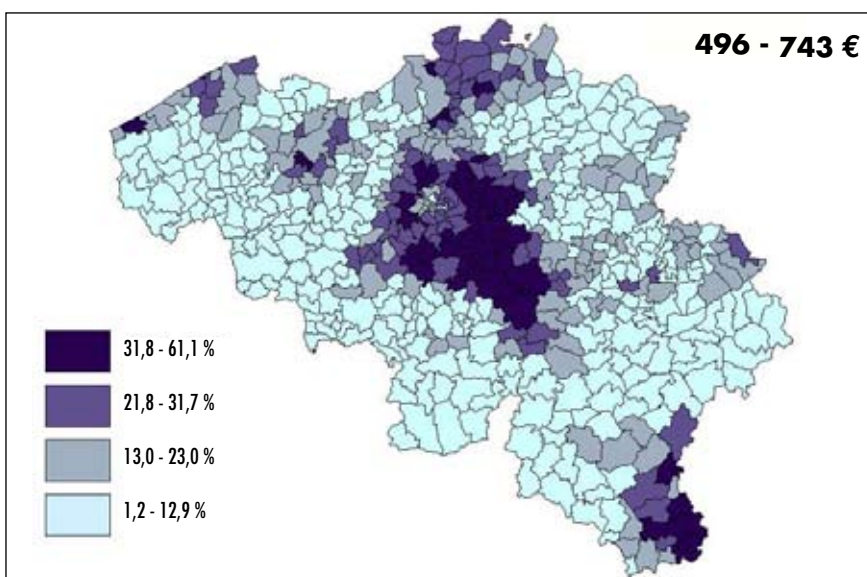 496 - 743 €
31,8 - 61,1 %
21,8 - 31,7 %
13,0 - 23,0 %
1,2 - 12,9 %